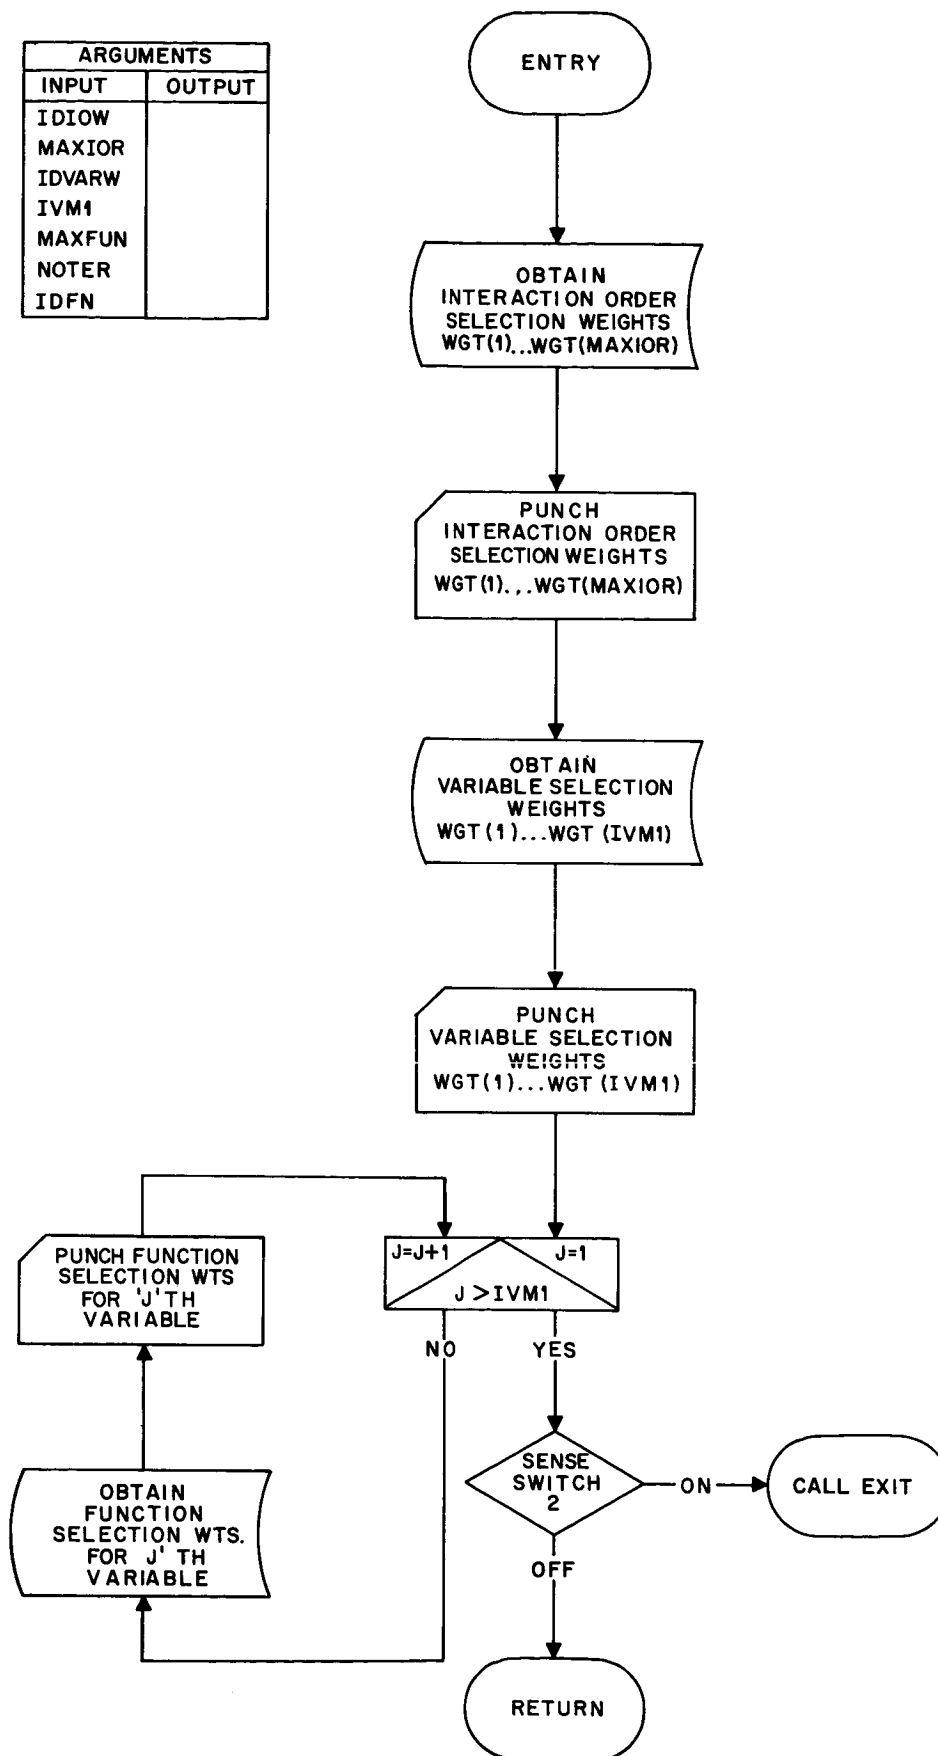 ARGUMENTS
INPUT OUTPUT
IDIOW
MAXIOR
IDVARW
IVM1
MAXFUN
NOTER
IDFN
ENTRY
OBTAIN
INTERACTION ORDER
SELECTION WEIGHTS
WGT(1)...WGT(MAXIOR)
PUNCH
INTERACTION ORDER
SELECTION WEIGHTS
WGT(1)...WGT(MAXIOR)
OBTAIN
VARIABLE SELECTION
WEIGHTS
WGT(1)...WGT (IVM1)
PUNCH
VARIABLE SELECTION
WEIGHTS
WGT(1)...WGT (IVM1)
J=J+1 J=1
J > IVM1
NO YES
PUNCH FUNCTION
SELECTION WTS
FOR 'J' TH
VARIABLE
OBTAIN
FUNCTION
SELECTION WTS.
FOR J' TH
VARIABLE
SENSE
SWITCH
2
ON
CALL EXIT
OFF
RETURN